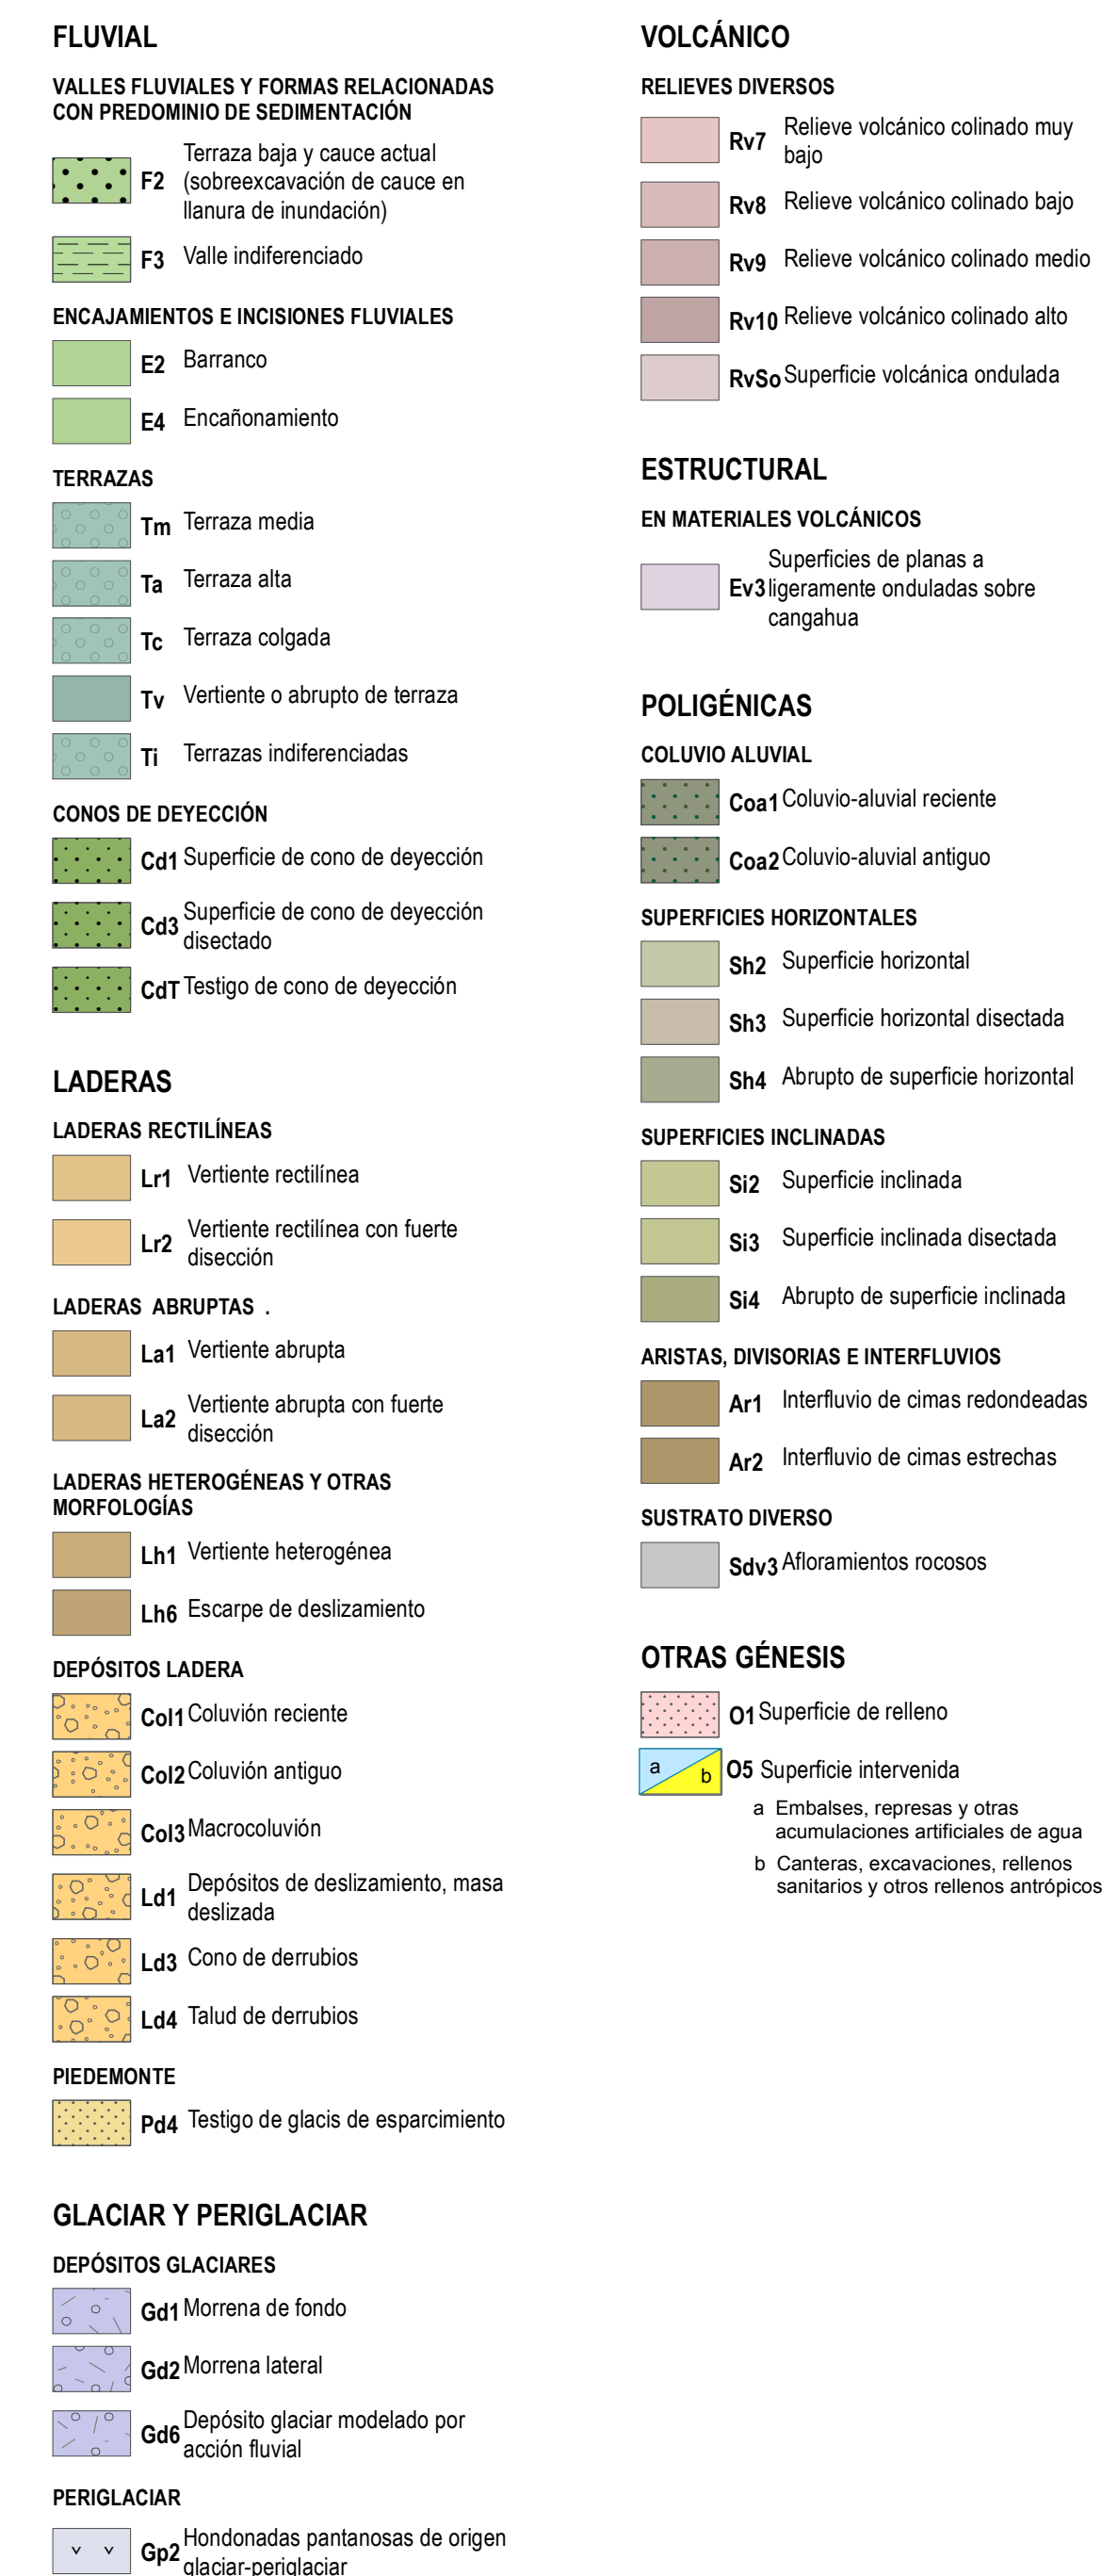 FLUVIAL
VALLES FLUVIALES Y FORMAS RELACIONADAS
CON PREDOMINIO DE SEDIMENTACIÓN
F2 Terraza baja y cauce actual
(sobreexcavación de cauce en
llanura de inundación)
F3 Valle indiferenciado
ENCAJAMIENTOS E INCISIONES FLUVIALES
E2 Barranco
E4 Encañonamiento
TERRAZAS
Tm Terraza media
Ta Terraza alta
Tc Terraza colgada
Tv Vertiente o abrupto de terraza
Ti Terrazas indiferenciadas
CONOS DE DEYECCIÓN
Cd1 Superficie de cono de deyección
Cd3 Superficie de cono de deyección
disectado
CdT Testigo de cono de deyección
LADERAS
LADERAS RECTILÍNEAS
Lr1 Vertiente rectilínea
Lr2 Vertiente rectilínea con fuerte
disección
LADERAS ABRUPTAS .
La1 Vertiente abrupta
La2 Vertiente abrupta con fuerte
disección
LADERAS HETEROGÉNEAS Y OTRAS
MORFOLOGÍAS
Lh1 Vertiente heterogénea
Lh6 Escarpe de deslizamiento
DEPÓSITOS LADERA
Col1 Coluvión reciente
Col2 Coluvión antiguo
Col3 Macrocoluvión
Ld1 Depósitos de deslizamiento, masa
deslizada
Ld3 Cono de derrubios
Ld4 Talud de derrubios
PIEDEMONTE
Pd4 Testigo de glacis de esparcimiento
GLACIAR Y PERIGLACIAR
DEPÓSITOS GLACIARES
Gd1 Morrena de fondo
Gd2 Morrena lateral
Gd6 Depósito glaciar modelado por
acción fluvial
PERIGLACIAR
Gp2 Hondonadas pantanosas de origen
glaciar-periglaciar
VOLCÁNICO
RELIEVES DIVERSOS
Rv7 Relieve volcánico colinado muy
bajo
Rv8 Relieve volcánico colinado bajo
Rv9 Relieve volcánico colinado medio
Rv10 Relieve volcánico colinado alto
RvSo Superficie volcánica ondulada
ESTRUCTURAL
EN MATERIALES VOLCÁNICOS
Ev3 Superficies de planas a
ligeramente onduladas sobre
cangahua
POLIGÉNICAS
COLUVIO ALUVIAL
Coa1 Coluvio-aluvial reciente
Coa2 Coluvio-aluvial antiguo
SUPERFICIES HORIZONTALES
Sh2 Superficie horizontal
Sh3 Superficie horizontal disectada
Sh4 Abrupto de superficie horizontal
SUPERFICIES INCLINADAS
Si2 Superficie inclinada
Si3 Superficie inclinada disectada
Si4 Abrupto de superficie inclinada
ARISTAS, DIVISORIAS E INTERFLUVIOS
Ar1 Interfluvio de cimas redondeadas
Ar2 Interfluvio de cimas estrechas
SUSTRATO DIVERSO
Sdv3 Afloramientos rocosos
OTRAS GÉNESIS
O1 Superficie de relleno
a b O5 Superficie intervenida
a Embalses, represas y otras
acumulaciones artificiales de agua
b Canteras, excavaciones, rellenos
sanitarios y otros rellenos antrópicos